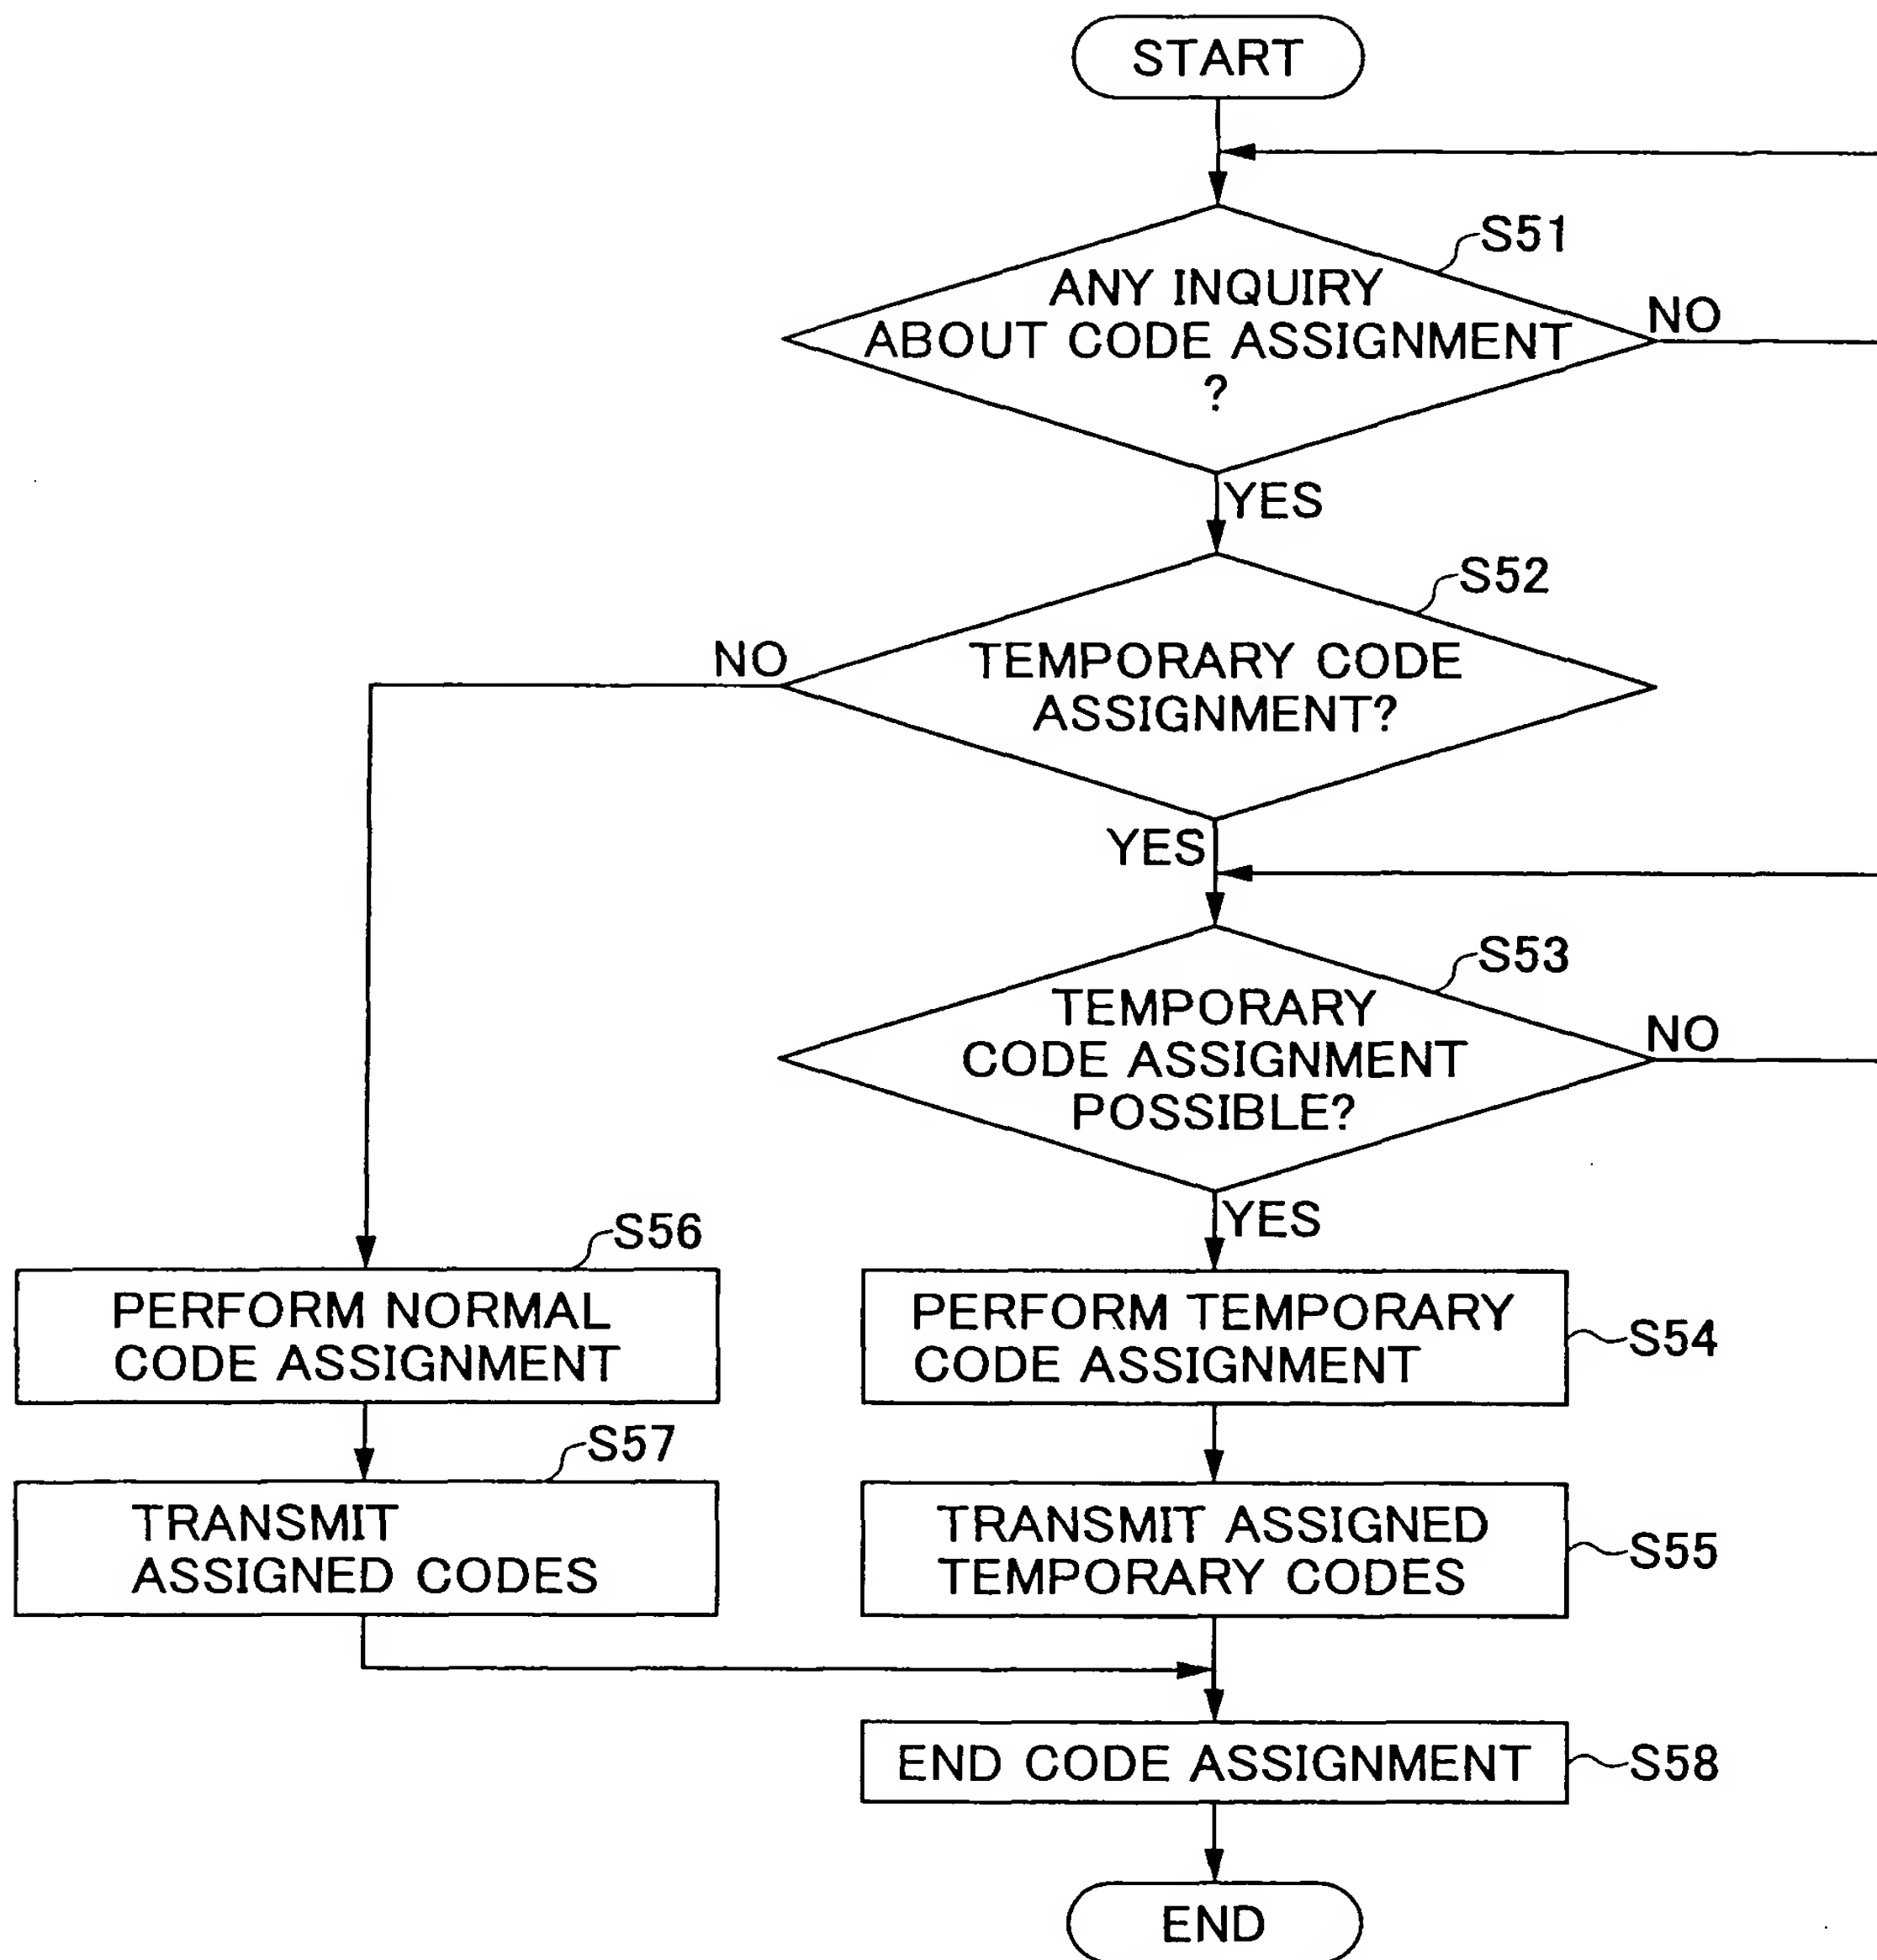 START
S51
ANY INQUIRY
ABOUT CODE ASSIGNMENT
?
NO
YES
S52
NO
TEMPORARY CODE
ASSIGNMENT?
YES
S53
TEMPORARY
CODE ASSIGNMENT
POSSIBLE?
NO
YES
S56
PERFORM NORMAL
CODE ASSIGNMENT
PERFORM TEMPORARY
CODE ASSIGNMENT
S54
S57
TRANSMIT
ASSIGNED CODES
TRANSMIT ASSIGNED
TEMPORARY CODES
S55
END CODE ASSIGNMENT
S58
END